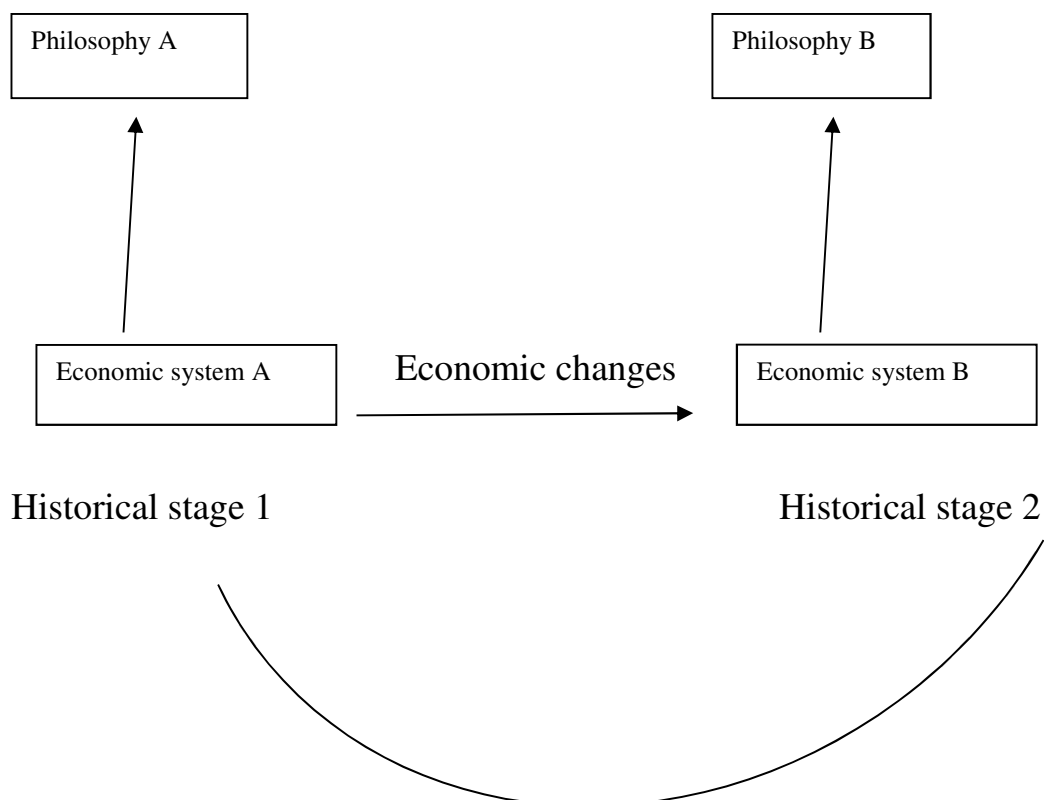 Philosophy A
Philosophy B
Economic system A
Economic changes
Economic system B
Historical stage 1
Historical stage 2